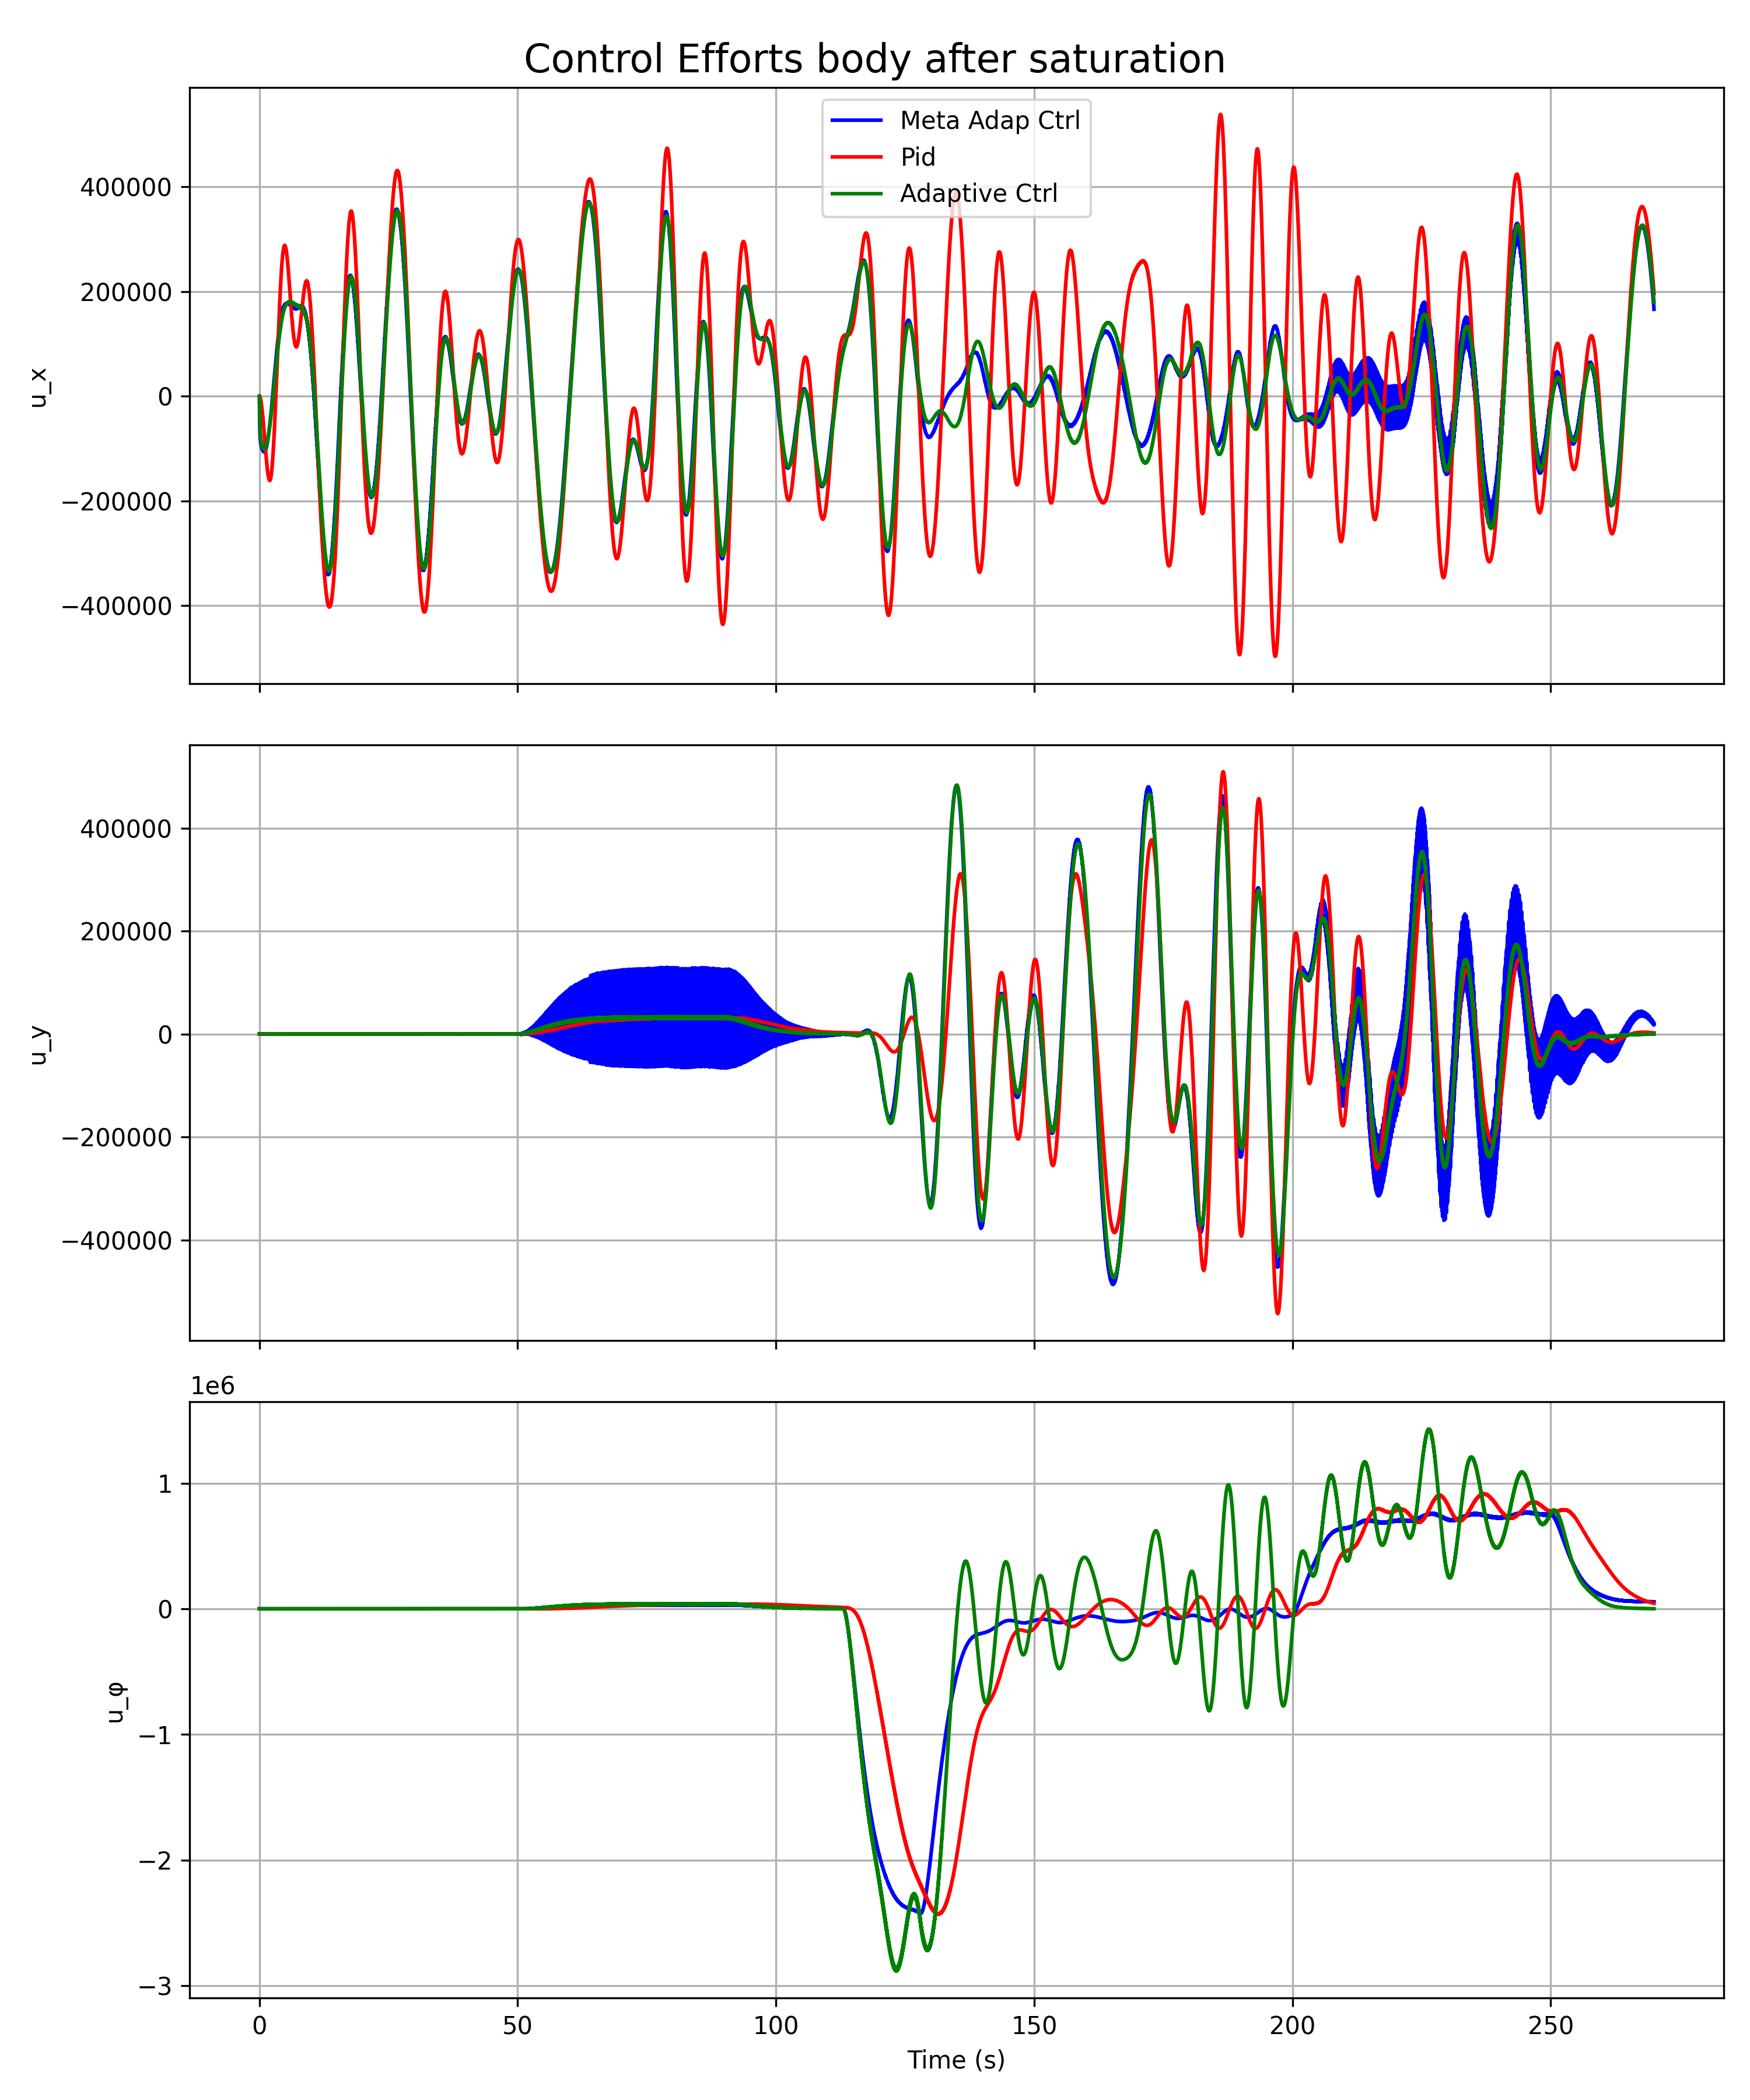 Control Efforts body after saturation
Meta Adap Ctrl
Pid
Adaptive Ctrl
400000
200000
0
−200000
−400000
u_x
400000
200000
0
−200000
−400000
u_y
1e6
1
0
−1
−2
−3
u_φ
0 50 100 150 200 250
Time (s)